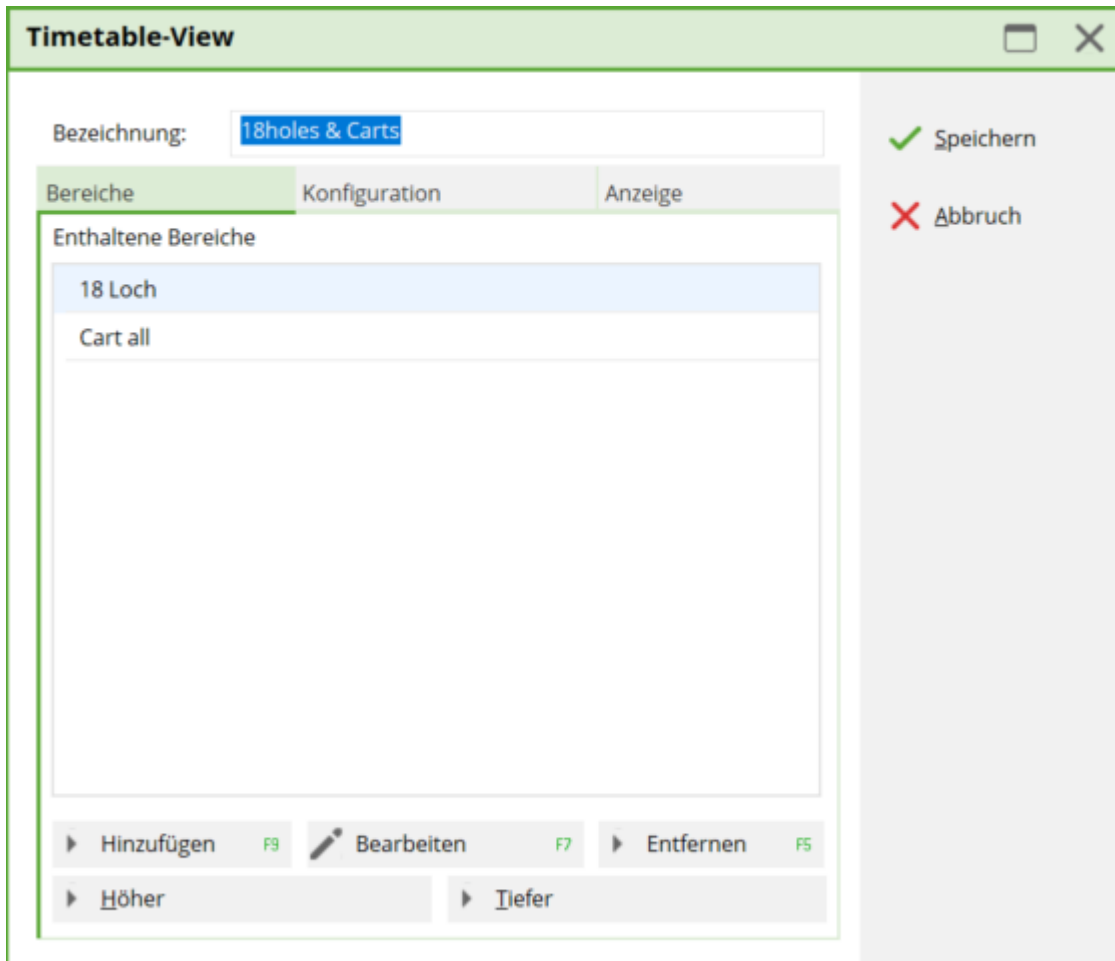 Timetable-View
Bezeichnung: 18holes & Carts
Speichern
Bereiche Konfiguration Anzeige
Abbruch
Enthaltene Bereiche
18 Loch
Cart all
Hinzufügen F9 Bearbeiten F7 Entfernen F5
Höher Tiefer